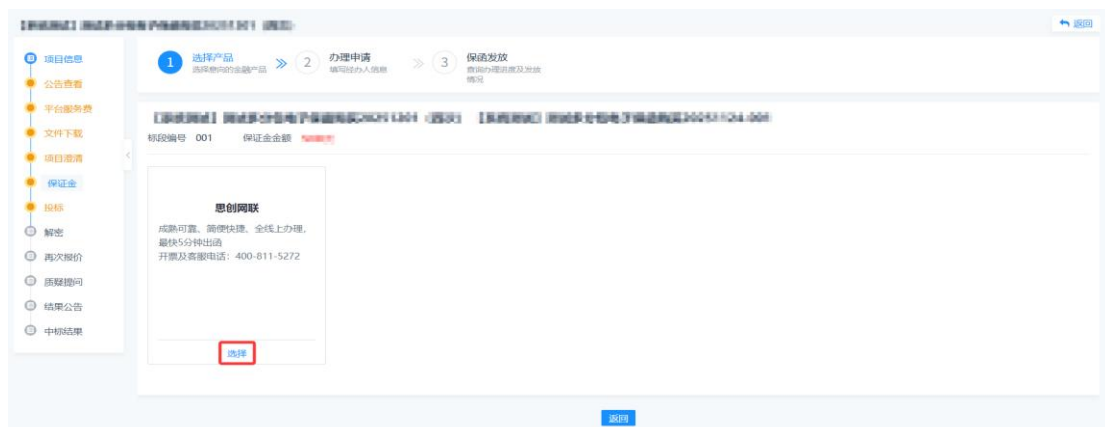 返回
项目信息
公告查看
平台服务费
文件下载
项目澄清
保证金
投标
解密
再次报价
质疑提问
结果公告
中标结果
1 选择产品
选择意向的金融产品
2 办理申请
填写经办人信息
3 保函发放
查询办理进度及发放
情况
标段编号 001 保证金金额
思创网联
成熟可靠、简便快捷、全线上办理，
最快5分钟出函
开票及客服电话：400-811-5272
选择
返回